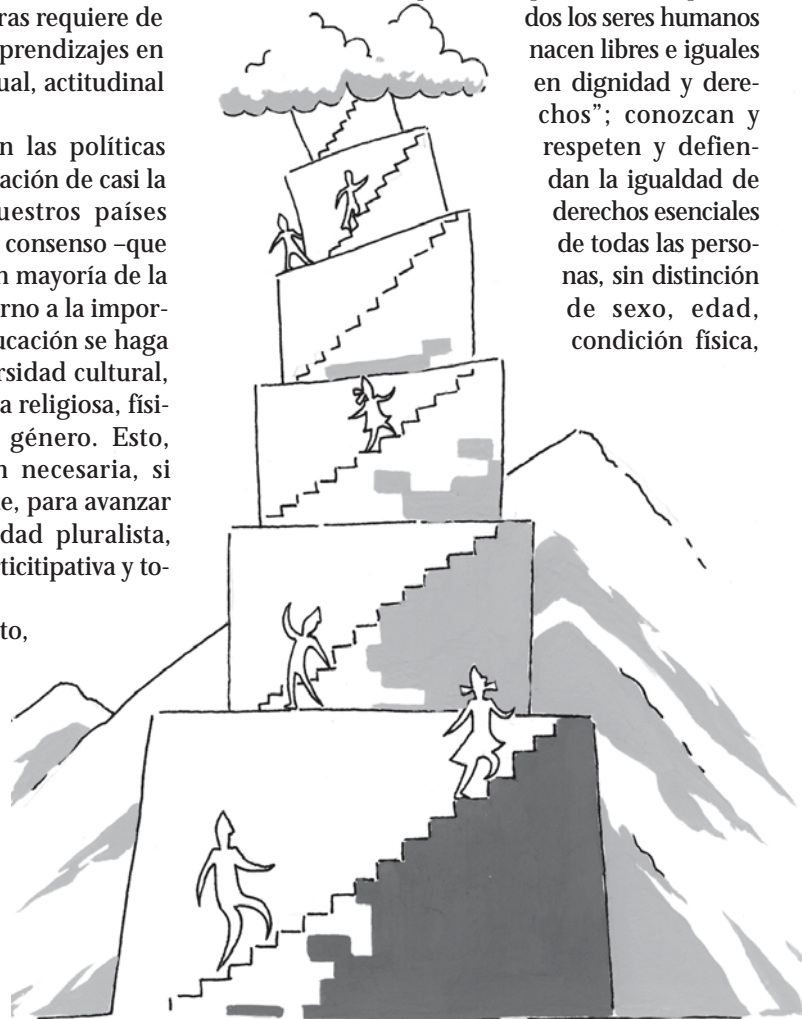 ras requiere de
prendizajes en
ual, actitudinal
n las políticas
ación de casi la
uestros países
consenso –que
n mayoría de la
rno a la impor-
ucación se haga
rsidad cultural,
a religiosa, físi-
género. Esto,
n necesaria, si
e, para avanzar
dad pluralista,
rticitipativa y to-
to,
dos los seres humanos
nacen libres e iguales
en dignidad y dere-
chos”; conozcan y
respeten y defien-
dan la igualdad de
derechos esenciales
de todas las perso-
nas, sin distinción
de sexo, edad,
condición física,